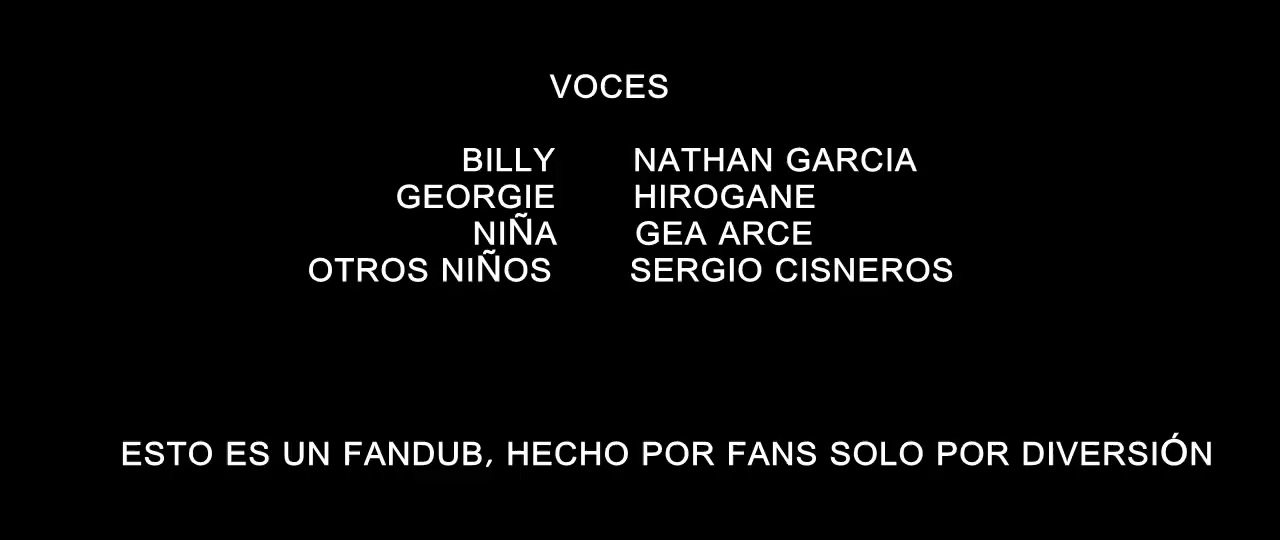 VOCES
BILLY NATHAN GARCIA
GEORGIE HIROGANE
NIÑA GEA ARCE
OTROS NIÑOS SERGIO CISNEROS
ESTO ES UN FANDUB, HECHO POR FANS SOLO POR DIVERSIÓN